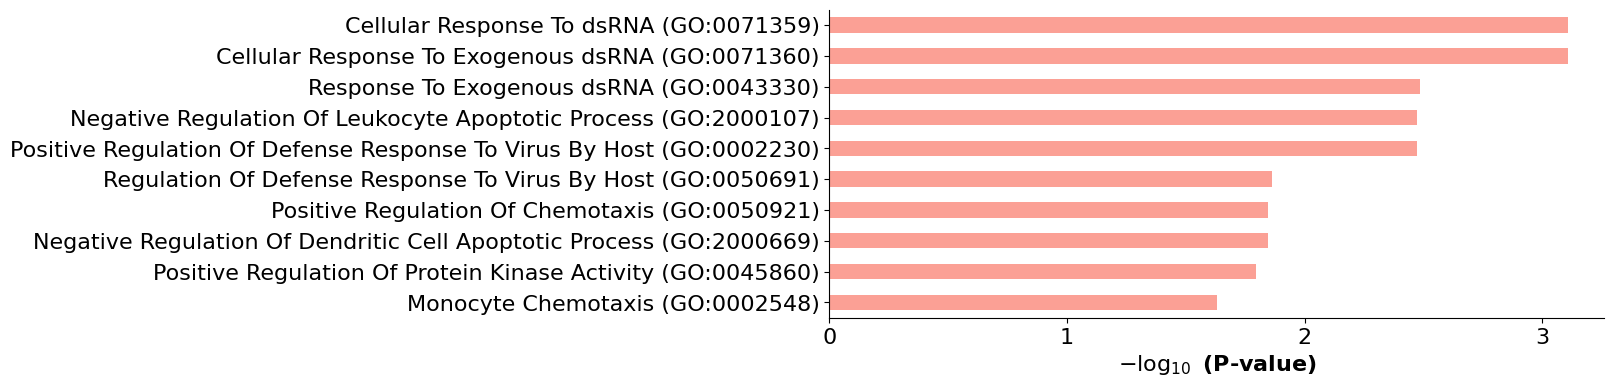 Cellular Response To dsRNA (GO:0071359)
Cellular Response To Exogenous dsRNA (GO:0071360)
Response To Exogenous dsRNA (GO:0043330)
Negative Regulation Of Leukocyte Apoptotic Process (GO:2000107)
Positive Regulation Of Defense Response To Virus By Host (GO:0002230)
Regulation Of Defense Response To Virus By Host (GO:0050691)
Positive Regulation Of Chemotaxis (GO:0050921)
Negative Regulation Of Dendritic Cell Apoptotic Process (GO:2000669)
Positive Regulation Of Protein Kinase Activity (GO:0045860)
Monocyte Chemotaxis (GO:0002548)
0 1 2 3
−log₁₀ (P-value)